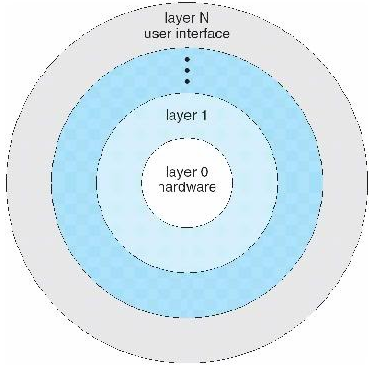 layer N
user interface
layer 1
layer 0
hardware